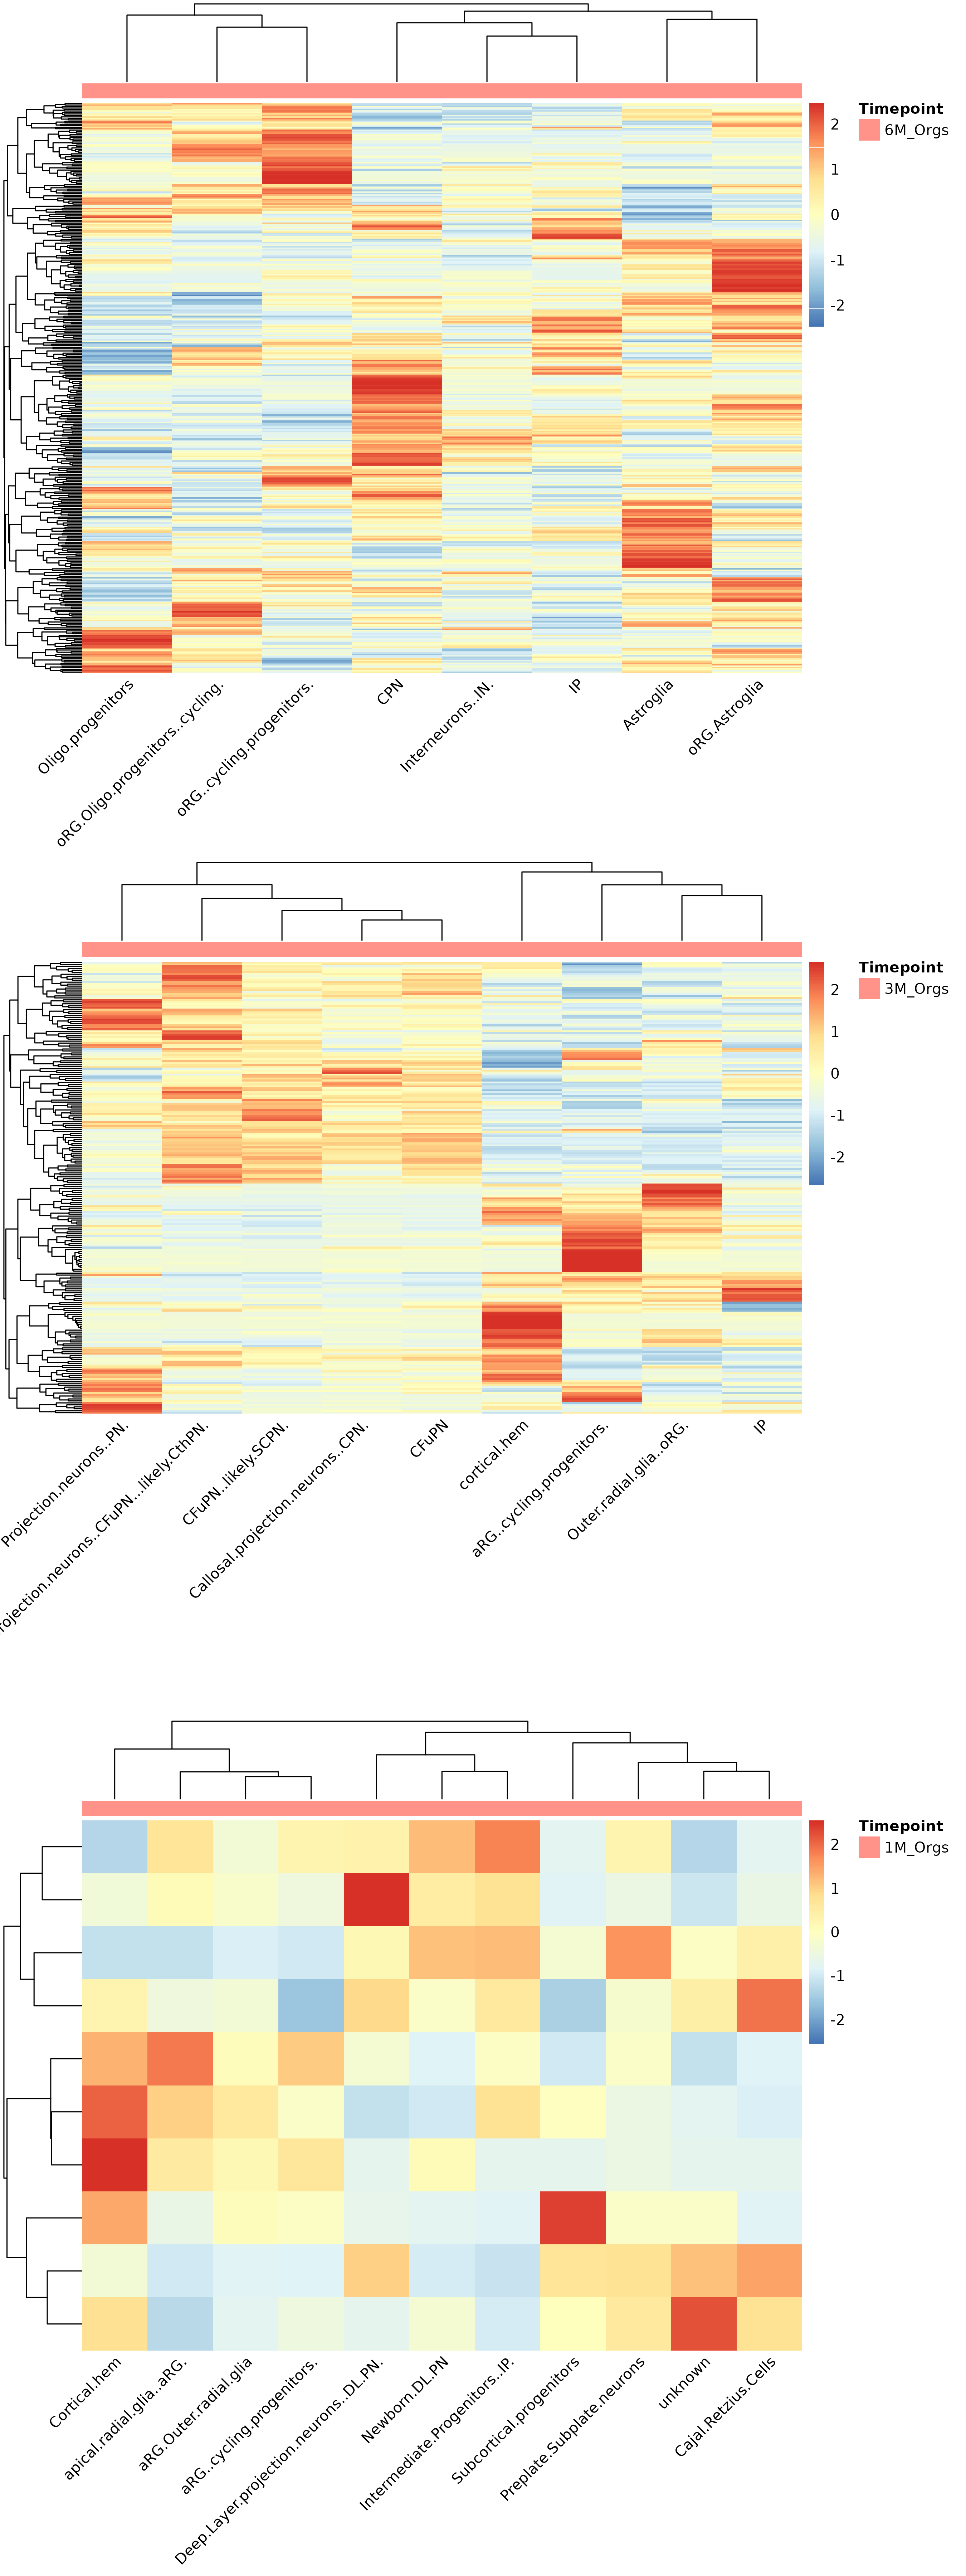 Timepoint
6M_Orgs
2
1
0
-1
-2
Oligo.progenitors
oRG.Oligo.progenitors..cycling.
oRG..cycling.progenitors.
CPN
Interneurons..IN.
IP
Astroglia
oRG.Astroglia
Timepoint
3M_Orgs
2
1
0
-1
-2
Projection.neurons..PN.
rojection.neurons..CFuPN...likely.CthPN.
CFuPN..likely.SCPN.
Callosal.projection.neurons..CPN.
CFuPN
cortical.hem
aRG..cycling.progenitors.
Outer.radial.glia..oRG.
IP
Timepoint
1M_Orgs
2
1
0
-1
-2
Cortical.hem
apical.radial.glia..aRG.
aRG.Outer.radial.glia
aRG..cycling.progenitors.
Deep.Layer.projection.neurons..DL.PN.
Newborn.DL.PN
Intermediate.Progenitors..IP.
Subcortical.progenitors
Preplate.Subplate.neurons
unknown
Cajal.Retzius.Cells